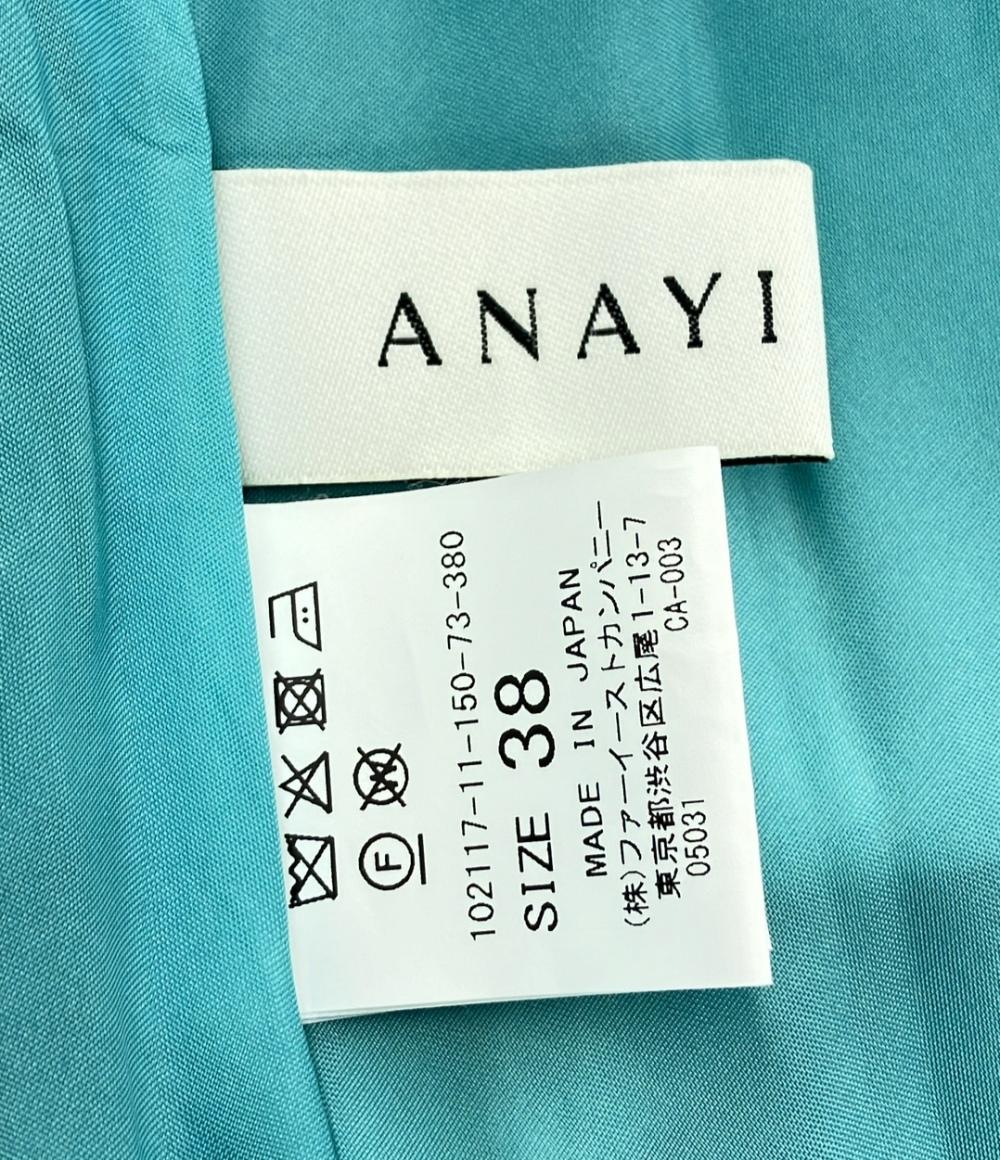 ANAYI
F
W
102117-11-150-73-380
SIZE 38
MADE IN JAPAN
(株)ファーイーストカンパニー
東京都渋谷区広尾1-13-7
05031 CA-003